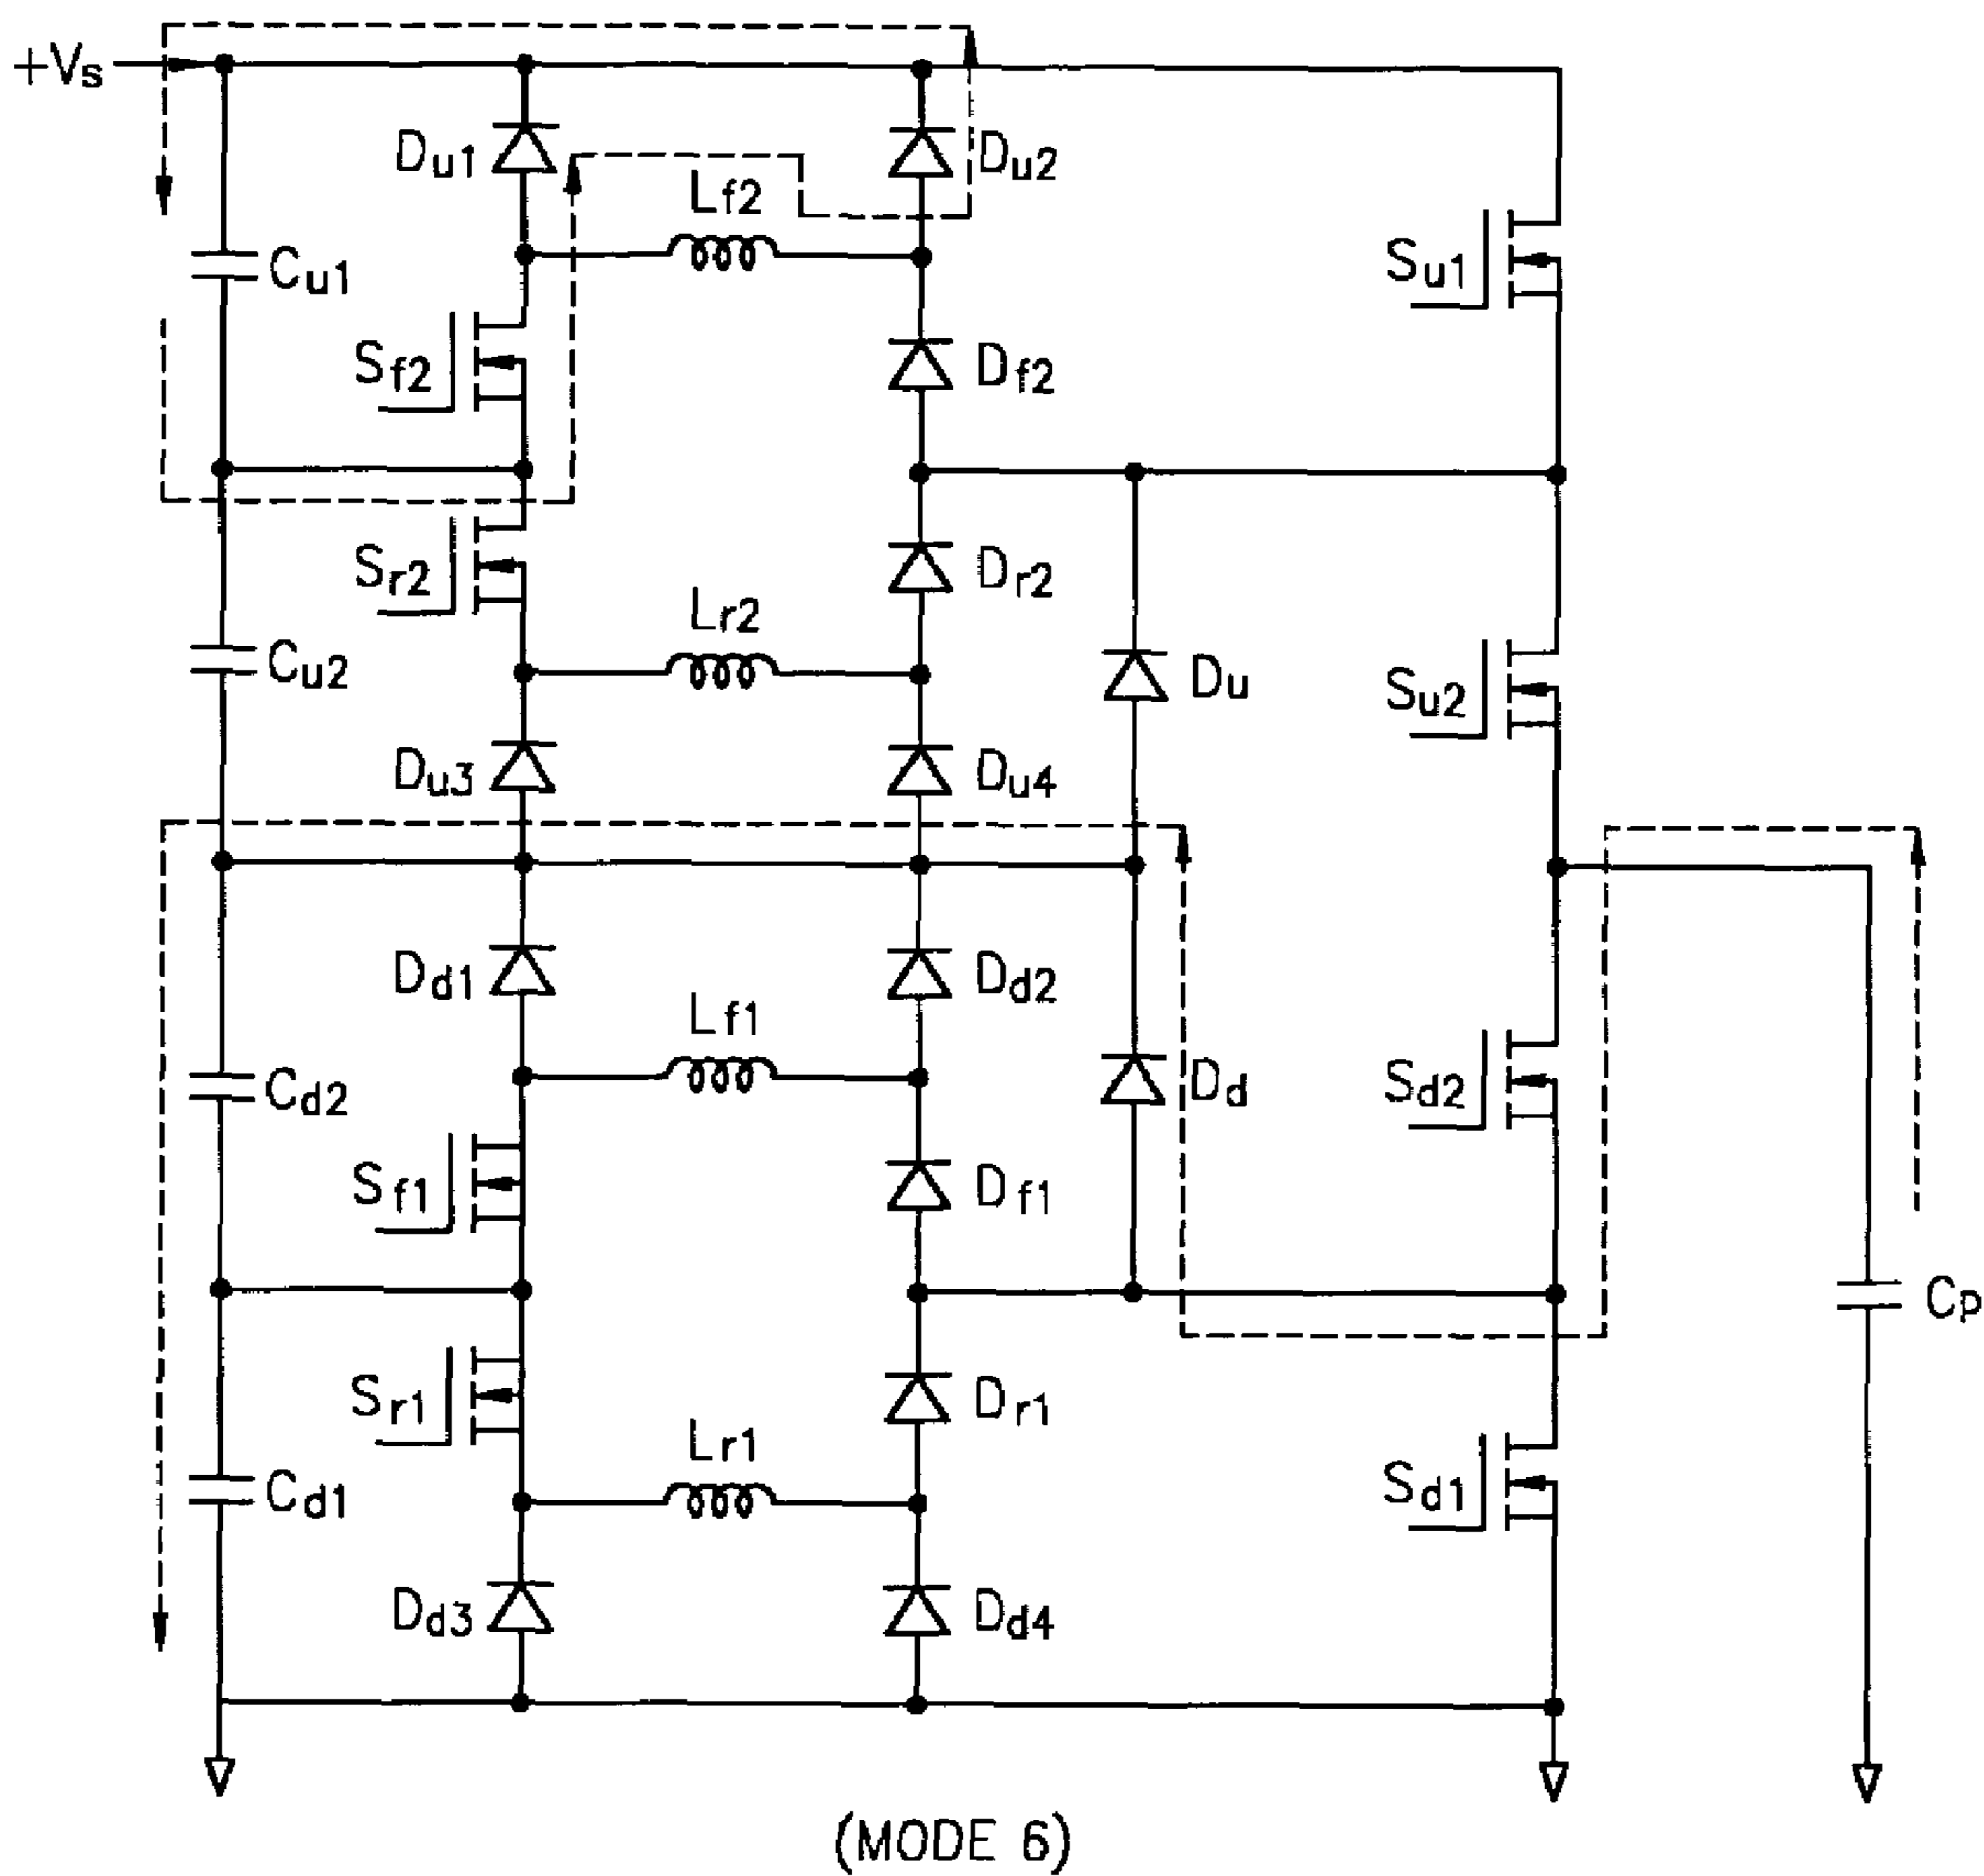 +Vs
Du1
Du2
Lf2
Cu1
Su1
Sf2
Df2
Sr2
Dr2
Lr2
Cu2
Du
Su2
Du3
Du4
Dd1
Dd2
Lf1
Cd2
Dd
Sd2
Sf1
Df1
Cp
Sr1
Dr1
Lr1
Cd1
Sd1
Dd3
Dd4
(MODE 6)